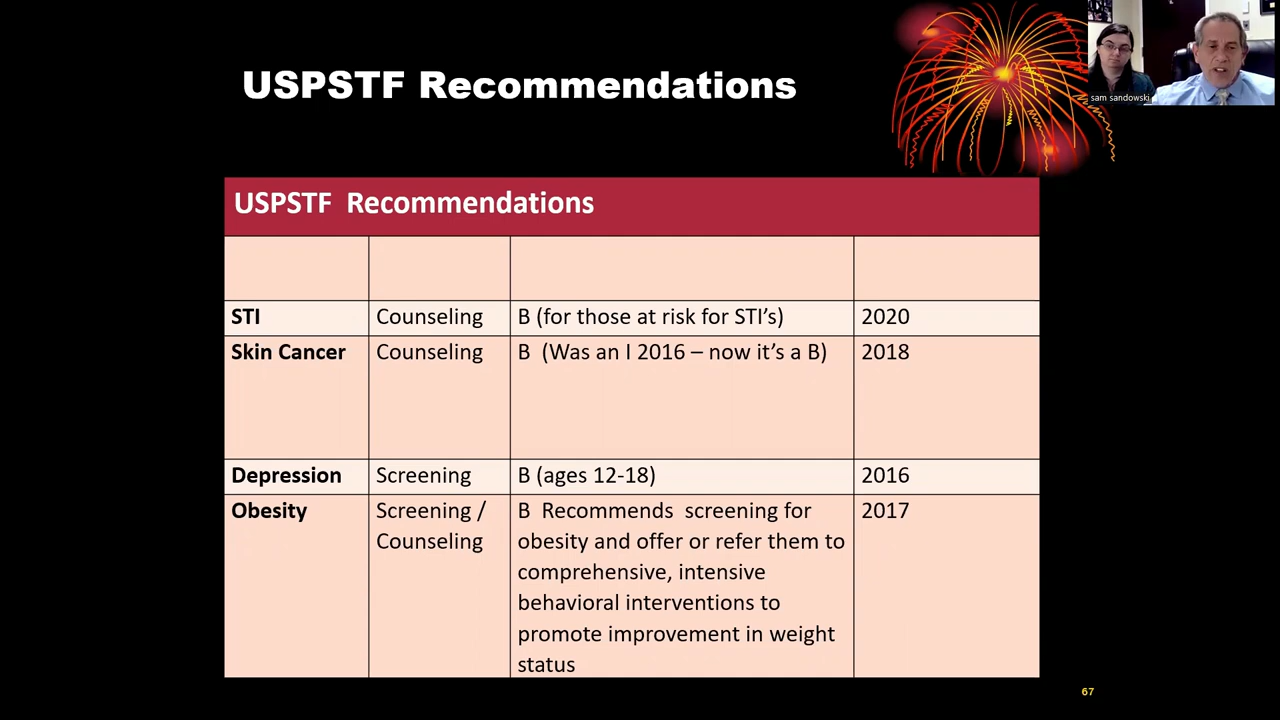 USPSTF Recommendations
sam sandowski
USPSTF  Recommendations
STI Counseling B (for those at risk for STI's) 2020
Skin Cancer Counseling B  (Was an I 2016 – now it's a B) 2018
Depression Screening B (ages 12-18) 2016
Obesity Screening / B  Recommends  screening for 2017
Counseling obesity and offer or refer them to
comprehensive, intensive
behavioral interventions to
promote improvement in weight
status
67